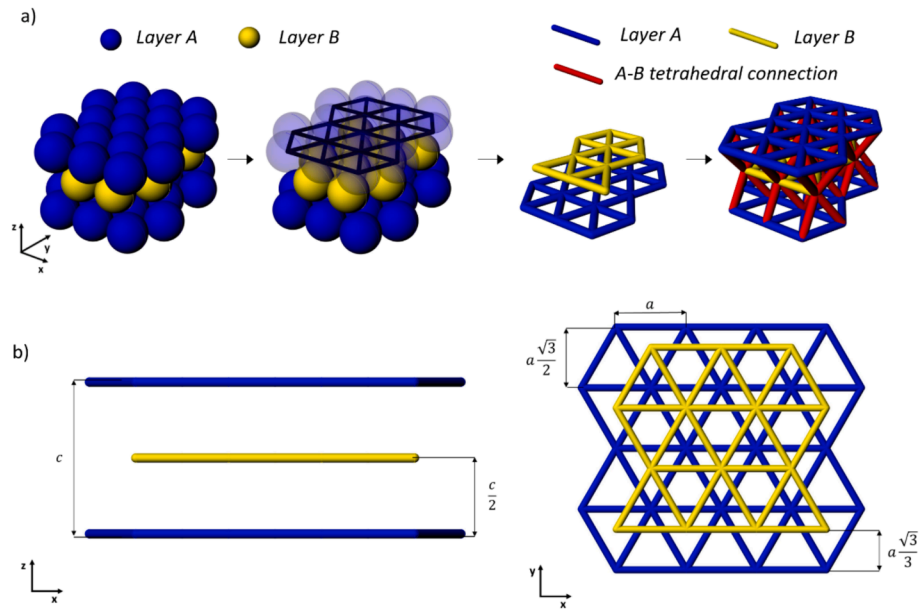 a)
Layer A
Layer B
Layer A
Layer B
A-B tetrahedral connection
z
y
x
b)
c
c/2
z
x
a
a √3/2
a √3/3
y
x